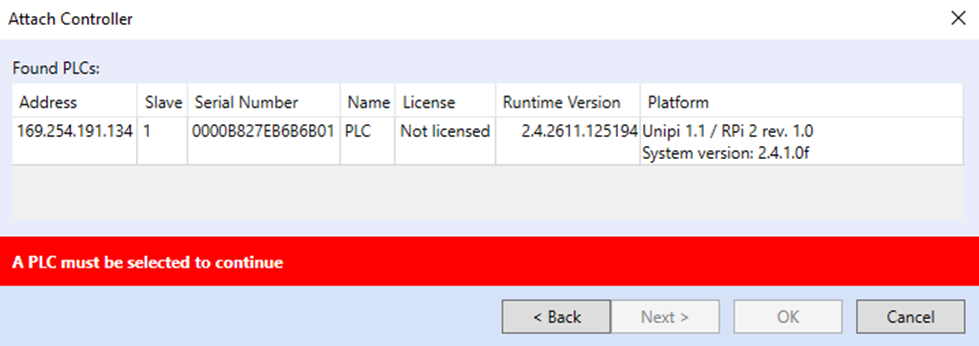 Attach Controller
Found PLCs:
Address Slave Serial Number Name License Runtime Version Platform
169.254.191.134 1 0000B827EB6B6B01 PLC Not licensed 2.4.2611.125194 Unipi 1.1 / RPi 2 rev. 1.0
System version: 2.4.1.0f
A PLC must be selected to continue
< Back Next > OK Cancel